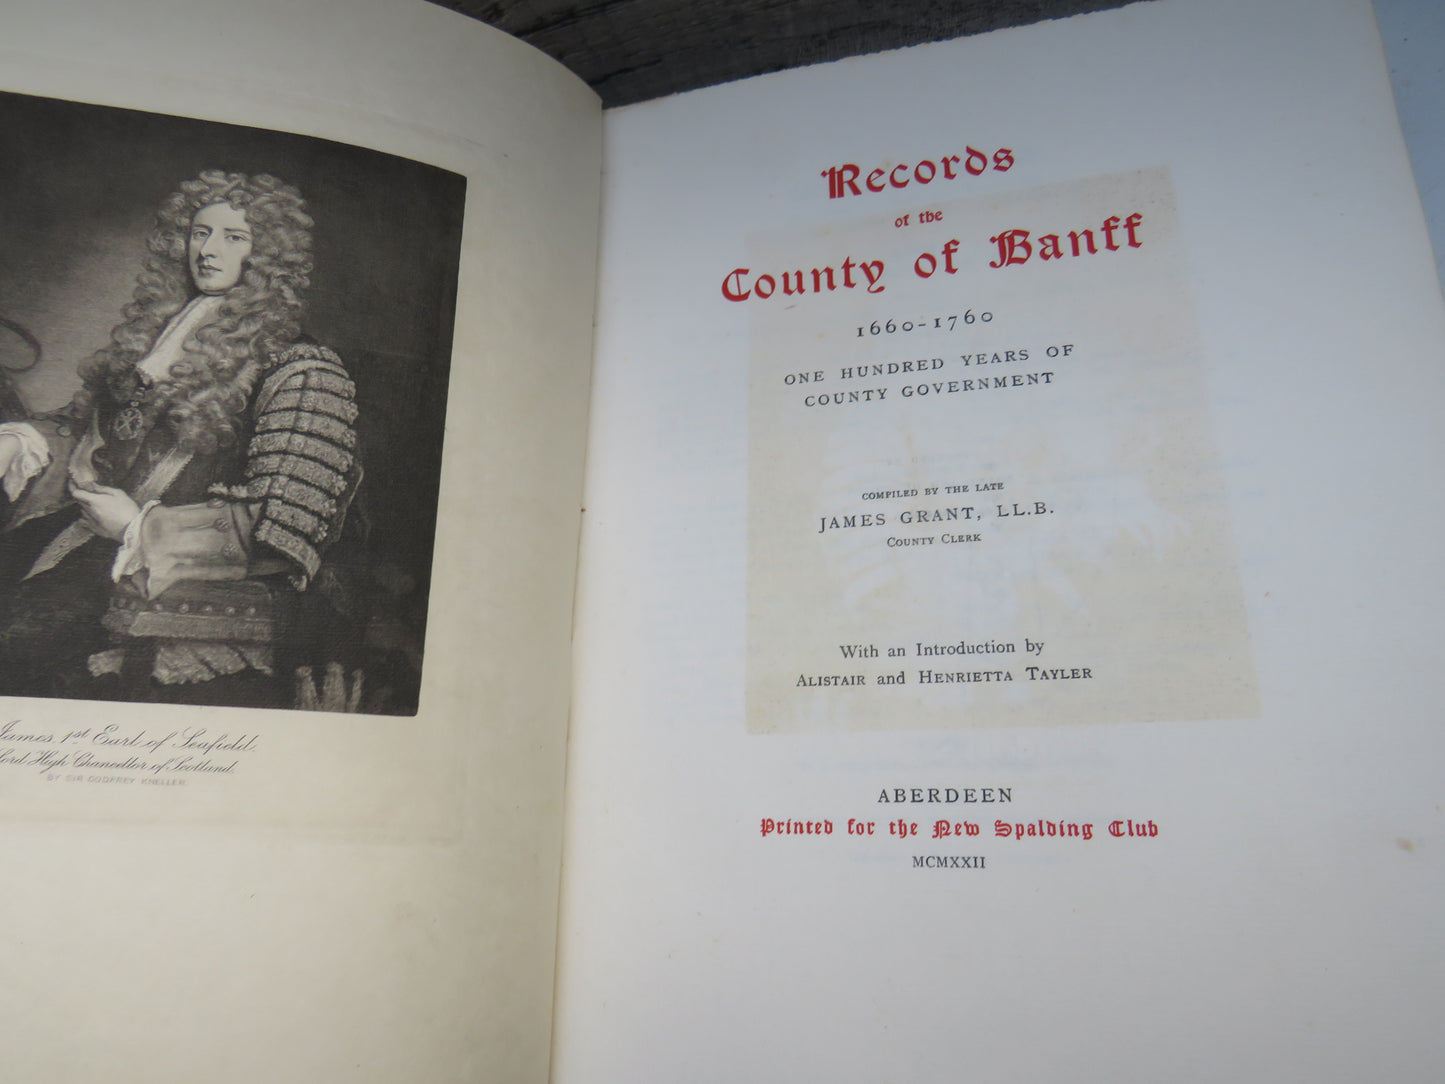 James 1st Earl of Seafield.
Lord High Chancellor of Scotland.
BY SIR GODFREY KNELLER.
Records
of the
County of Banff
1660-1760
ONE HUNDRED YEARS OF
COUNTY GOVERNMENT
COMPILED BY THE LATE
JAMES GRANT, LL.B.
COUNTY CLERK
With an Introduction by
ALISTAIR and HENRIETTA TAYLER
ABERDEEN
Printed for the New Spalding Club
MCMXXII